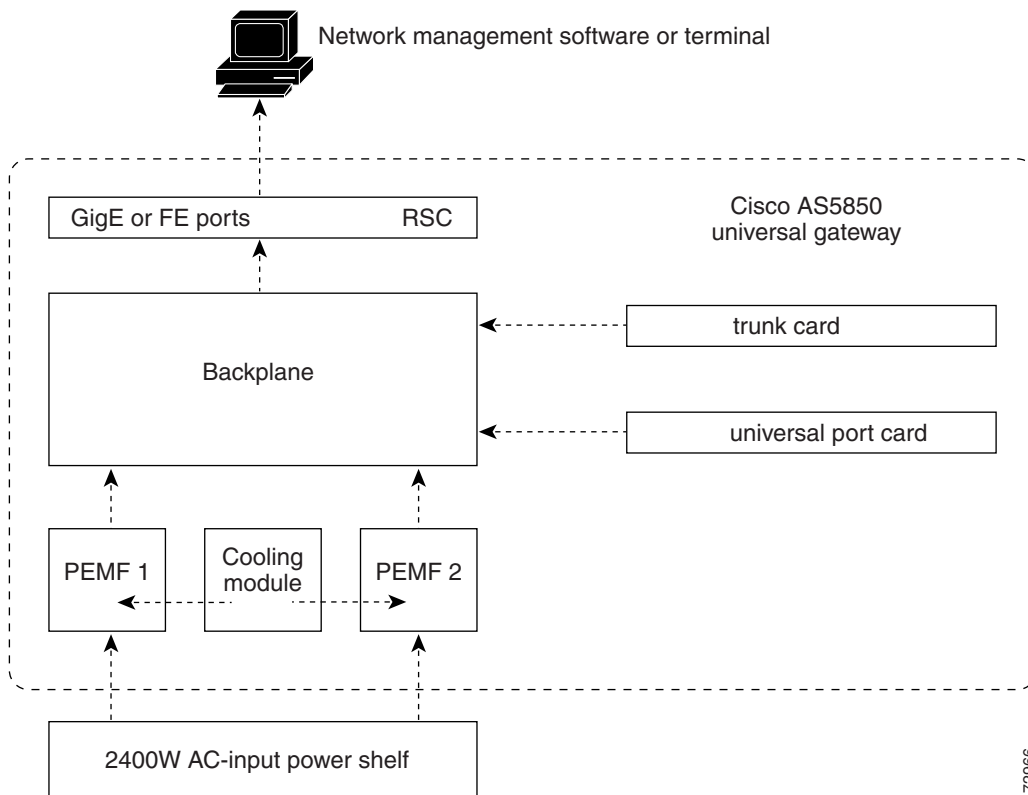 Network management software or terminal
GigE or FE ports RSC
Cisco AS5850
universal gateway
trunk card
Backplane
universal port card
PEMF 1
Cooling
module
PEMF 2
2400W AC-input power shelf